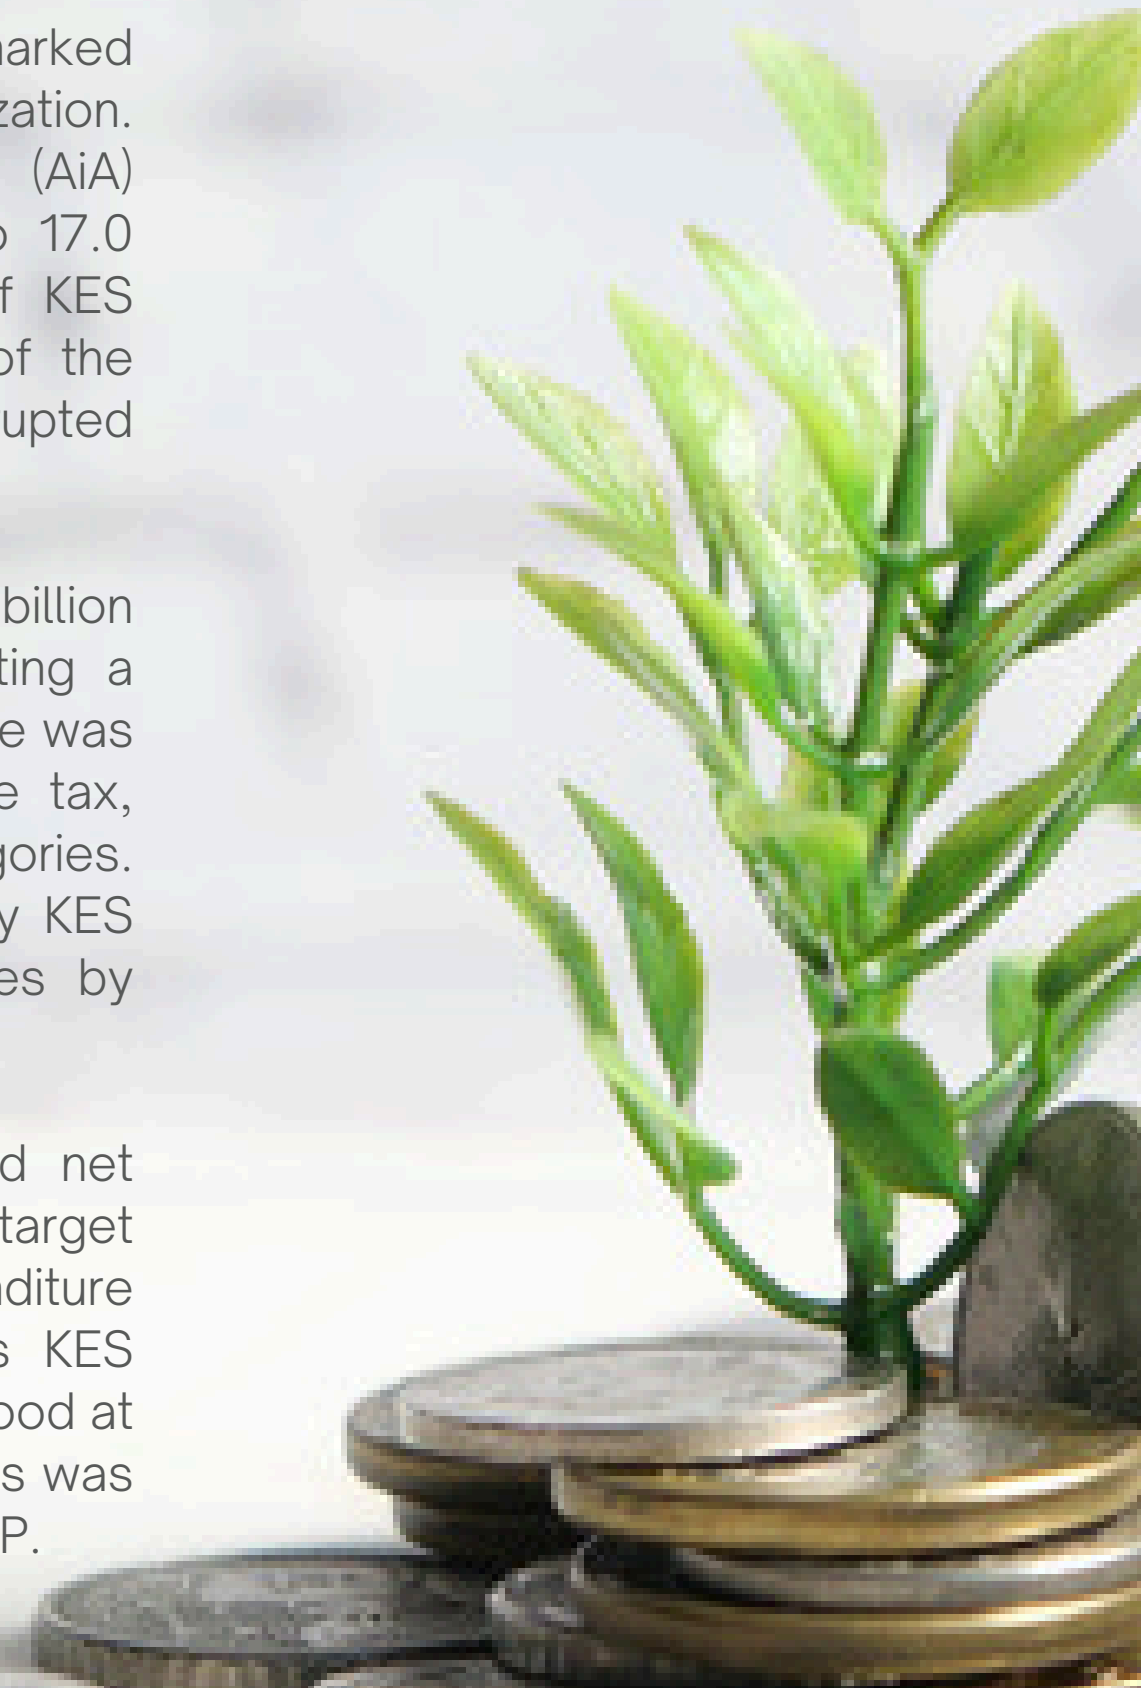 arked
zation.
(AiA)
17.0
KES
of the
upted
billion
ting a
e was
e tax,
gories.
y KES
es by
d net
target
diture
s KES
ood at
s was
P.